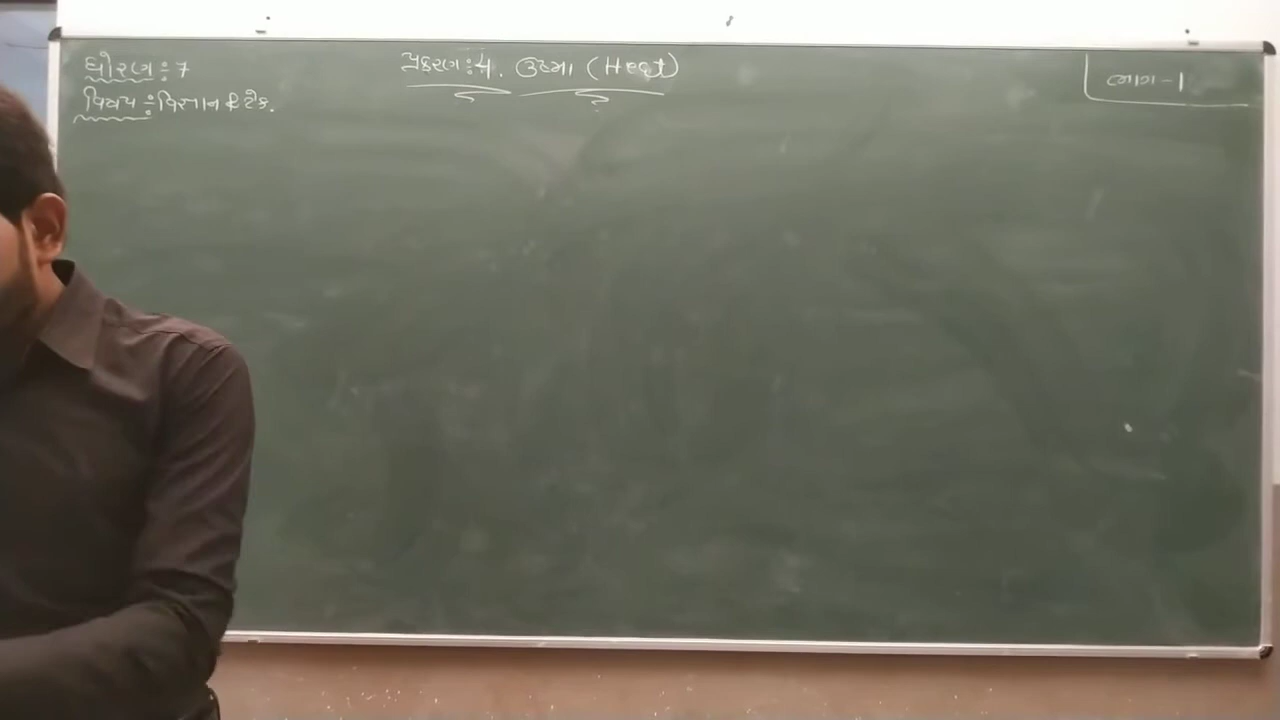 ધોરણ ÷ 7
પ્રકરણ : 4. ઉષ્મા (Heat)
ભાગ - 1
વિષય ÷ વિજ્ઞાન & ટેક.